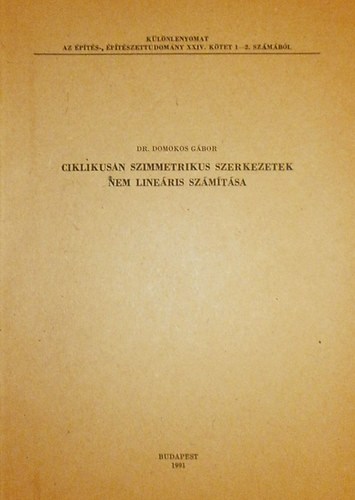 KÜLÖNLENYOMAT
AZ ÉPÍTÉS-, ÉPÍTÉSZETTUDOMÁNY XXIV. KÖTET 1—2. SZÁMÁBÓL
DR. DOMOKOS GÁBOR
CIKLIKUSAN SZIMMETRIKUS SZERKEZETEK
NEM LINEÁRIS SZÁMÍTÁSA
BUDAPEST
1991